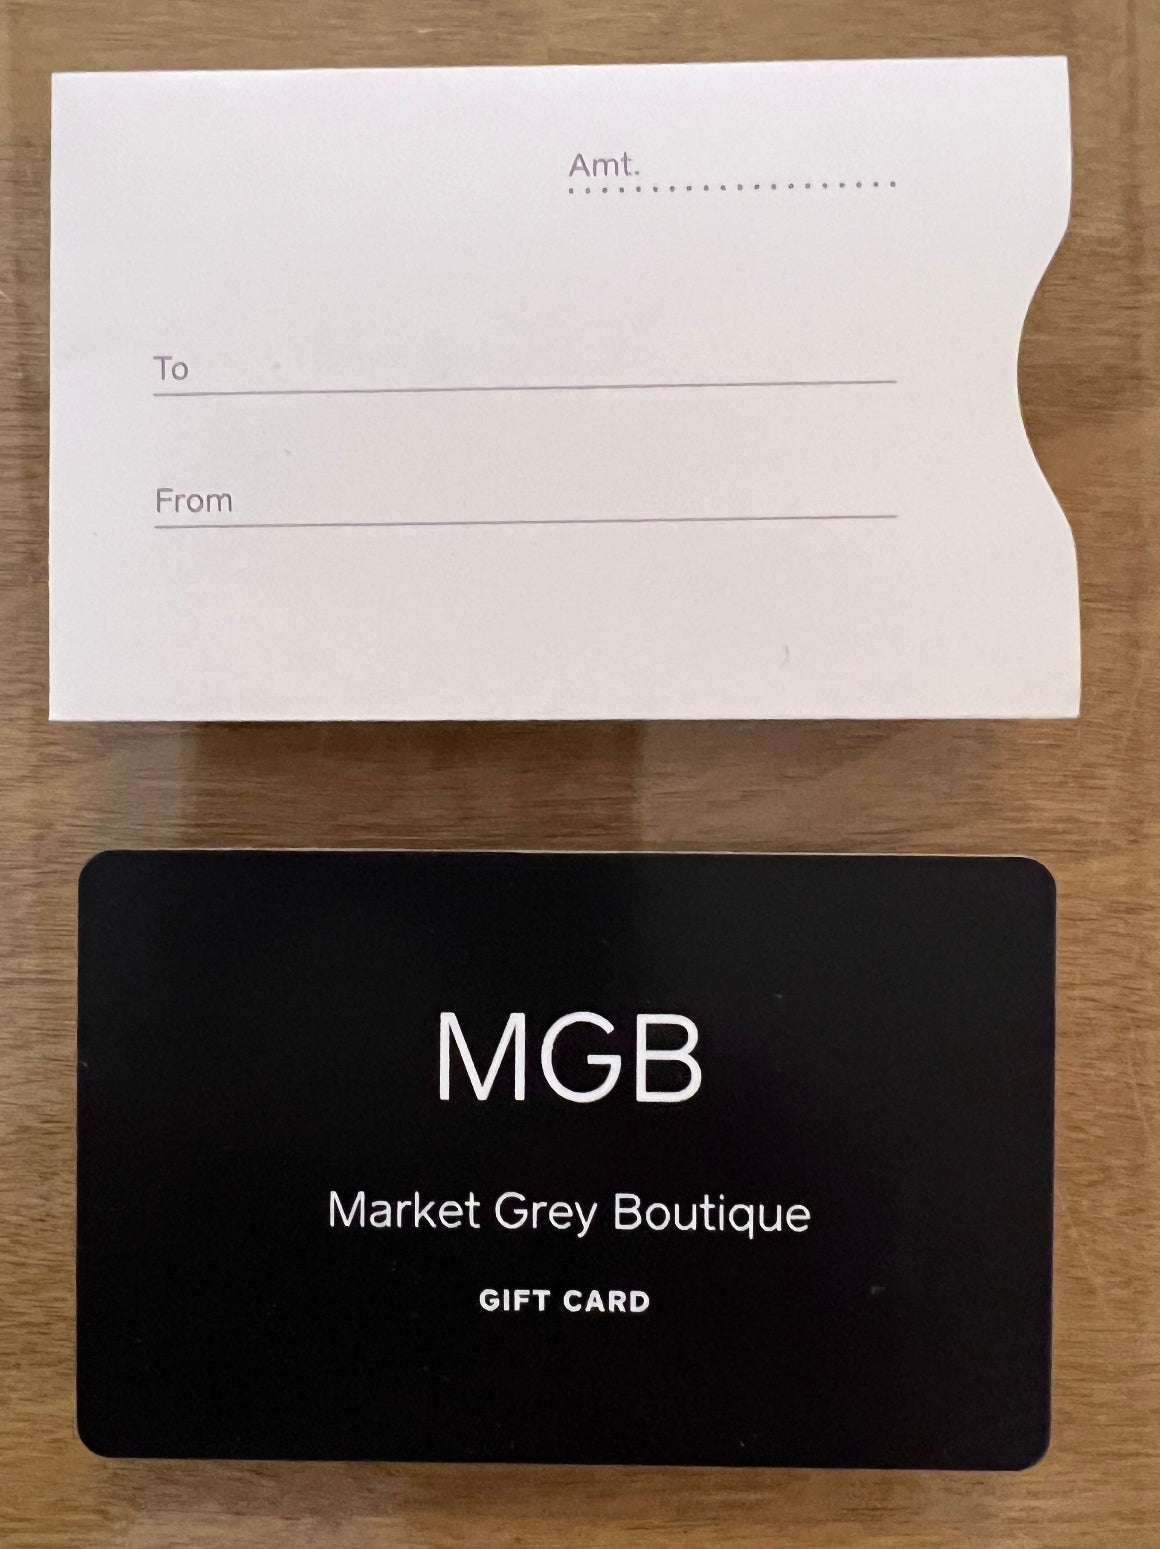 Amt.
To
From
MGB
Market Grey Boutique
GIFT CARD